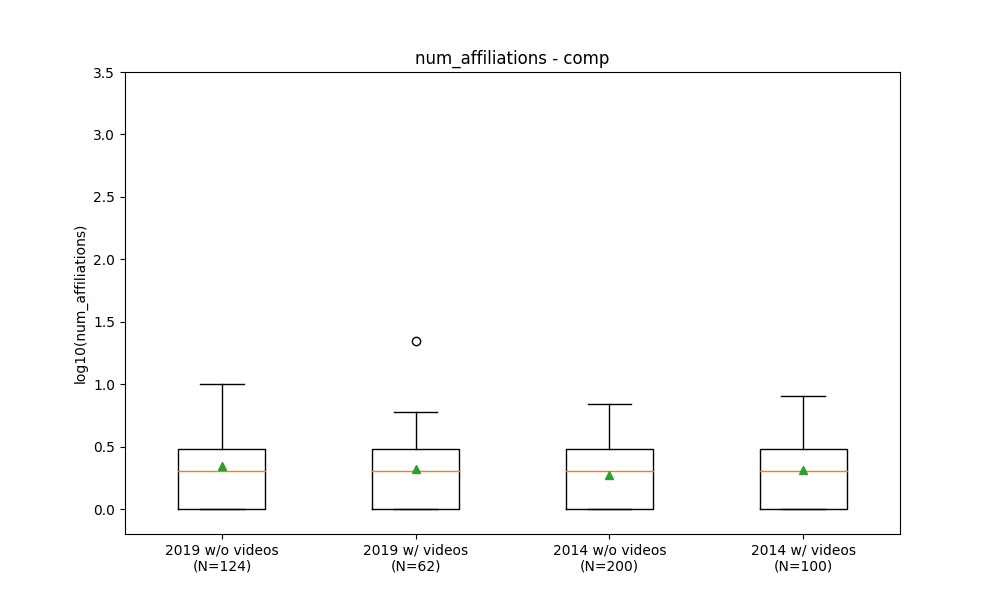 num_affiliations - comp
3.5
3.0
2.5
2.0
1.5
1.0
0.5
0.0
log10(num_affiliations)
2019 w/o videos
(N=124)
2019 w/ videos
(N=62)
2014 w/o videos
(N=200)
2014 w/ videos
(N=100)